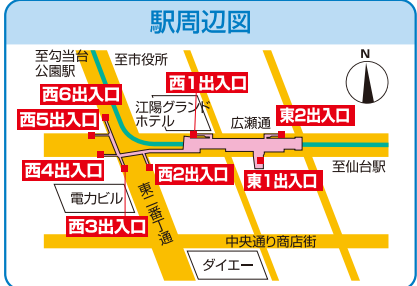 駅周辺図
至勾当台
公園駅
至市役所
N
西1出入口
西6出入口
江陽グランド
ホテル
広瀬通
東2出入口
西5出入口
至仙台駅
西4出入口
西2出入口
東1出入口
電力ビル
東二番丁通
西3出入口
中央通り商店街
ダイエー